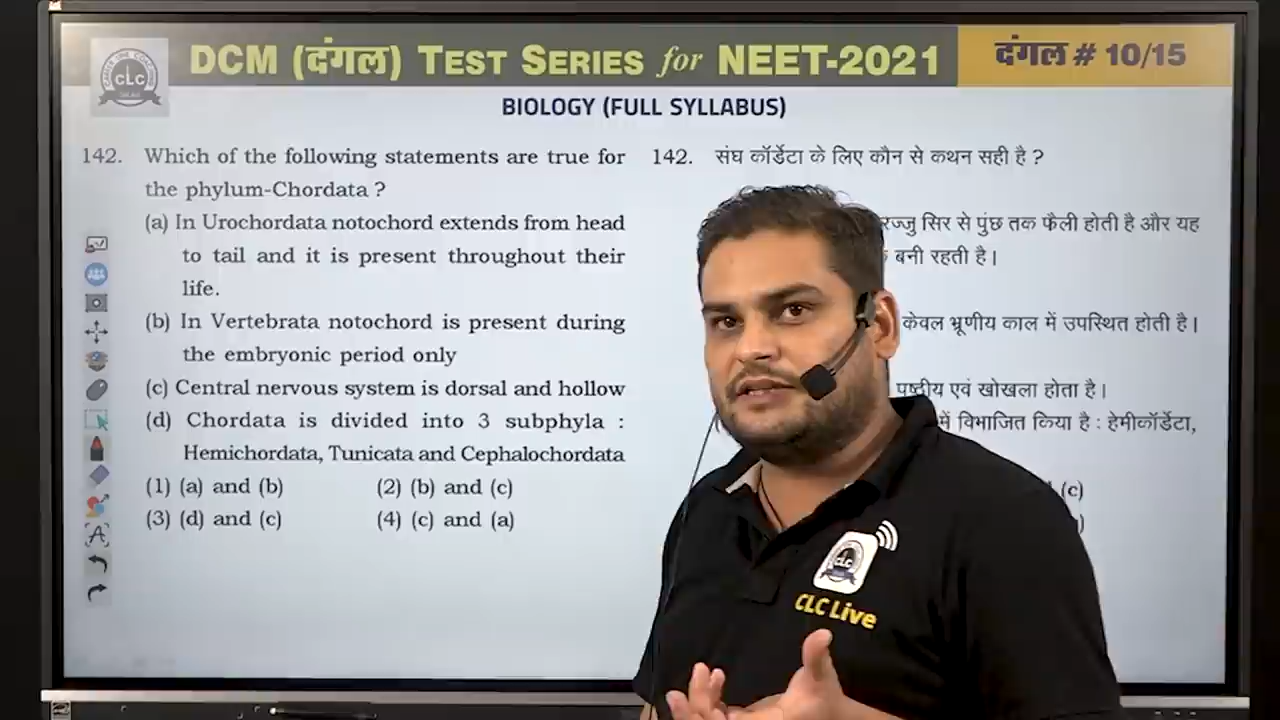 DCM (दंगल) TEST SERIES for NEET-2021
दंगल # 10/15
CLC
BIOLOGY (FULL SYLLABUS)
142. Which of the following statements are true for
the phylum-Chordata ?
(a) In Urochordata notochord extends from head
to tail and it is present throughout their
life.
(b) In Vertebrata notochord is present during
the embryonic period only
(c) Central nervous system is dorsal and hollow
(d) Chordata is divided into 3 subphyla :
Hemichordata, Tunicata and Cephalochordata
(1) (a) and (b) (2) (b) and (c)
(3) (d) and (c) (4) (c) and (a)
142. संघ कॉर्डेटा के लिए कौन से कथन सही है ?
सिर से पुंछ तक फैली होती है और यह
बनी रहती है।
केवल भ्रूणीय काल में उपस्थित होती है।
पृष्ठीय एवं खोखला होता है।
में विभाजित किया है : हेमीकॉर्डेटा,
(c)
CLC
CLC Live